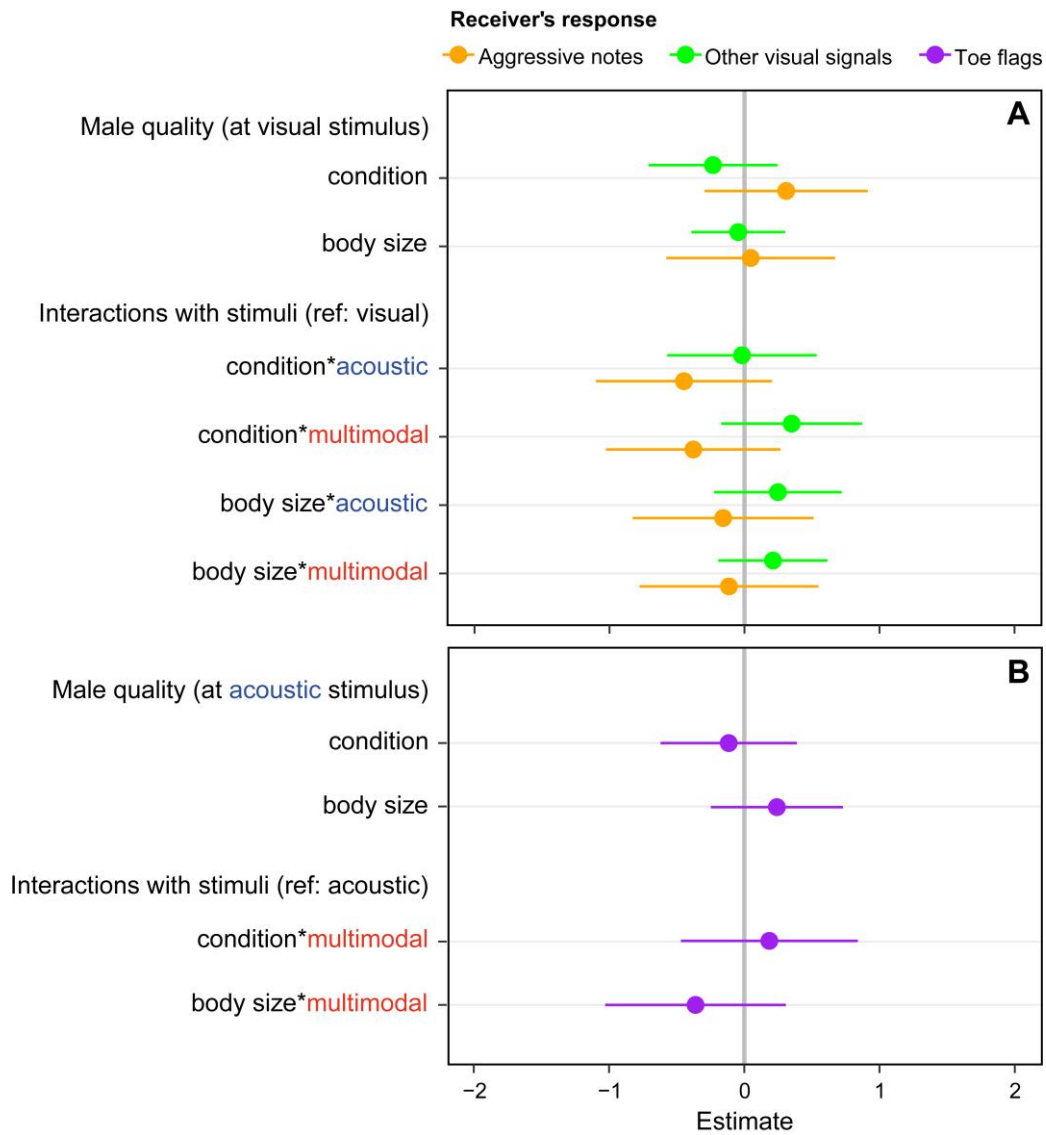 Receiver's response
Aggressive notes Other visual signals Toe flags
A
Male quality (at visual stimulus)
condition
body size
Interactions with stimuli (ref: visual)
condition*acoustic
condition*multimodal
body size*acoustic
body size*multimodal
B
Male quality (at acoustic stimulus)
condition
body size
Interactions with stimuli (ref: acoustic)
condition*multimodal
body size*multimodal
−2 −1 0 1 2
Estimate